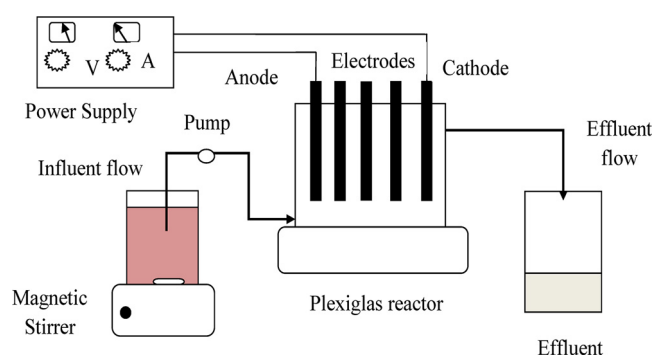 V
A
Power Supply
Anode
Electrodes
Cathode
Pump
Influent flow
Effluent
flow
Magnetic
Stirrer
Plexiglas reactor
Effluent